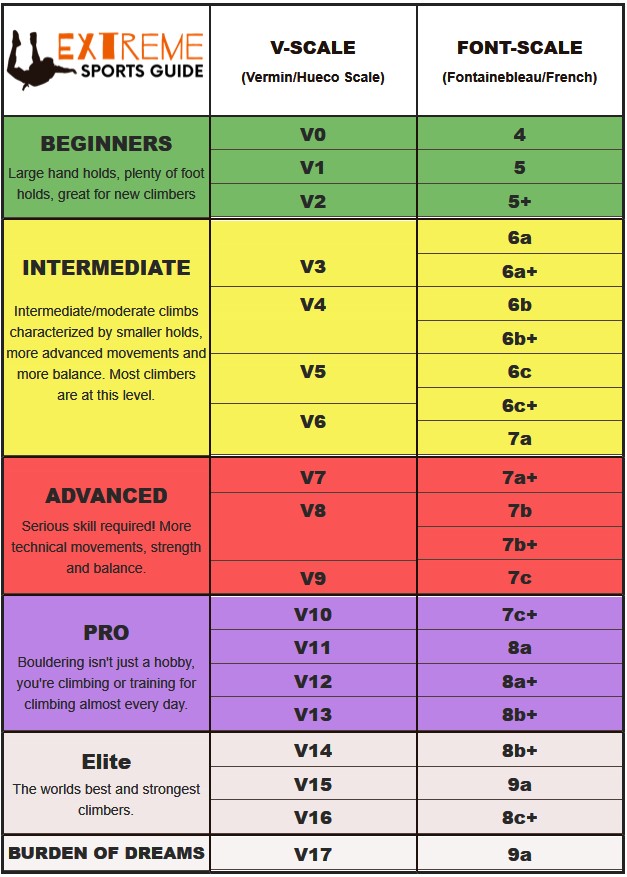 EXTREME
SPORTS GUIDE
V-SCALE
(Vermin/Hueco Scale)
FONT-SCALE
(Fontainebleau/French)
BEGINNERS
Large hand holds, plenty of foot
holds, great for new climbers
V0
4
V1
5
V2
5+
INTERMEDIATE
Intermediate/moderate climbs
characterized by smaller holds,
more advanced movements and
more balance. Most climbers
are at this level.
6a
V3
6a+
V4
6b
6b+
V5
6c
6c+
V6
7a
ADVANCED
Serious skill required! More
technical movements, strength
and balance.
V7
7a+
V8
7b
7b+
V9
7c
PRO
Bouldering isn't just a hobby,
you're climbing or training for
climbing almost every day.
V10
7c+
V11
8a
V12
8a+
V13
8b+
Elite
The worlds best and strongest
climbers.
V14
8b+
V15
9a
V16
8c+
BURDEN OF DREAMS
V17
9a